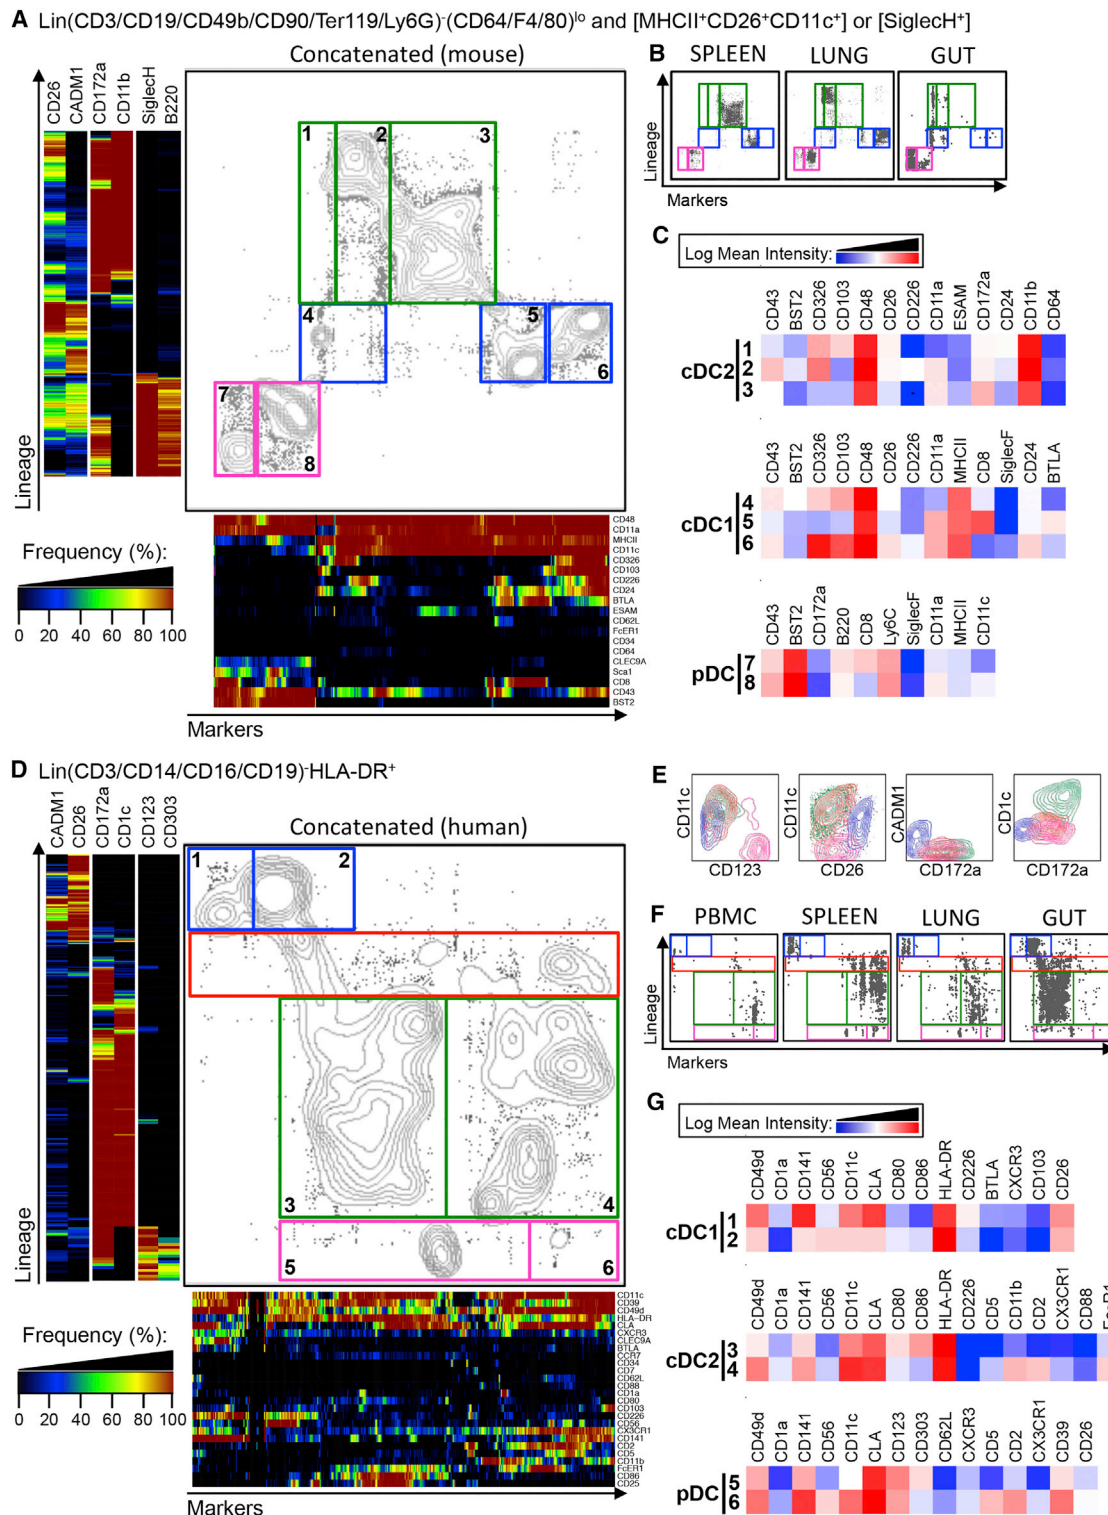 A Lin(CD3/CD19/CD49b/CD90/Ter119/Ly6G)-(CD64/F4/80)lo and [MHCII+CD26+CD11c+] or [SiglecH+]
Concatenated (mouse)
CD26
CADM1
CD172a
CD11b
SiglecH
B220
Lineage
1
2
3
4
5
6
7
8
Frequency (%):
0 20 40 60 80 100
CD48
CD11a
MHCII
CD11c
CD326
CD103
CD226
CD24
BTLA
ESAM
CD62L
FcER1
CD34
CD64
CLEC9A
Sca1
CD8
CD43
BST2
Markers
B
SPLEEN LUNG GUT
Lineage
Markers
C
Log Mean Intensity:
CD43 BST2 CD326 CD103 CD48 CD26 CD226 CD11a ESAM CD172a CD24 CD11b CD64
cDC2
1
2
3
CD43 BST2 CD326 CD103 CD48 CD26 CD226 CD11a MHCII CD8 SiglecF CD24 BTLA
cDC1
4
5
6
CD43 BST2 CD172a B220 CD8 Ly6C SiglecF CD11a MHCII CD11c
pDC
7
8
D Lin(CD3/CD14/CD16/CD19)-HLA-DR+
Concatenated (human)
CADM1
CD26
CD172a
CD1c
CD123
CD303
Lineage
1
2
3
4
5
6
Frequency (%):
0 20 40 60 80 100
CD11c
CD39
CD49d
HLA-DR
CLA
CXCR3
CLEC9A
BTLA
CCR7
CD34
CD7
CD62L
CD88
CD1a
CD80
CD103
CD226
CD56
CX3CR1
CD141
CD2
CD5
CD11b
FcER1
CD86
CD25
Markers
E
CD11c
CD123
CD11c
CD26
CADM1
CD172a
CD1c
CD172a
F
PBMC SPLEEN LUNG GUT
Lineage
Markers
G
Log Mean Intensity:
CD49d CD1a CD141 CD56 CD11c CLA CD80 CD86 HLA-DR CD226 BTLA CXCR3 CD103 CD26
cDC1
1
2
CD49d CD1a CD141 CD56 CD11c CLA CD80 CD86 HLA-DR CD226 CD5 CD11b CD2 CX3CR1 CD88
cDC2
3
4
CD49d CD1a CD141 CD56 CD11c CLA CD123 CD303 CD62L CXCR3 CD5 CD2 CX3CR1 CD39 CD26
pDC
5
6